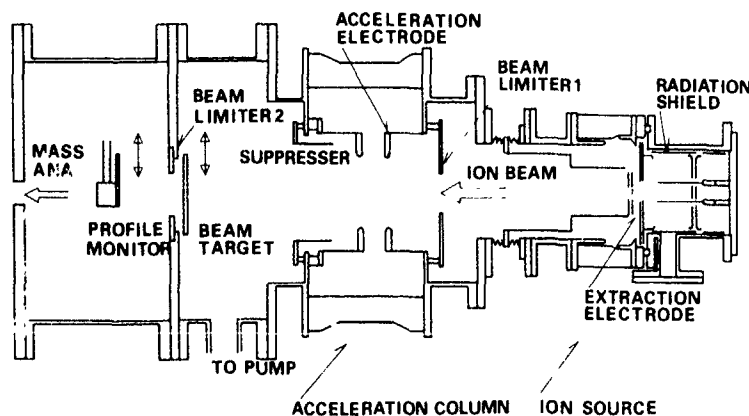 ACCELERATION
ELECTRODE
BEAM
LIMITER1
RADIATION
SHIELD
BEAM
LIMITER2
SUPPRESSER
MASS
ANA
ION BEAM
PROFILE
MONITOR
BEAM
TARGET
EXTRACTION
ELECTRODE
TO PUMP
ACCELERATION COLUMN
ION SOURCE